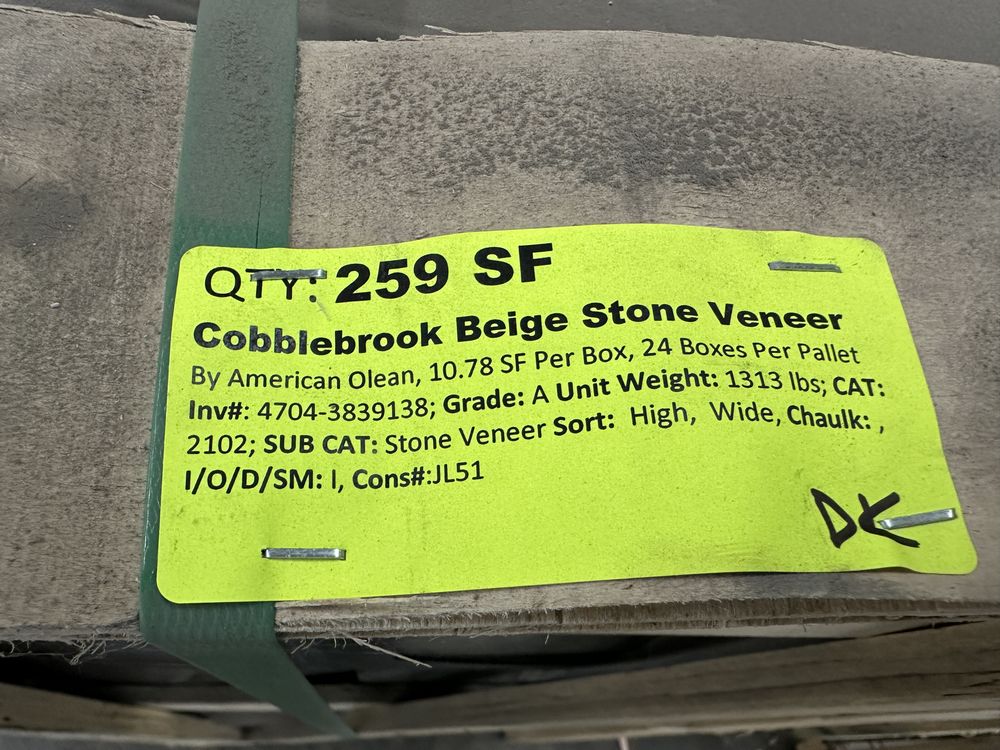 QTY: 259 SF
Cobblebrook Beige Stone Veneer
By American Olean, 10.78 SF Per Box, 24 Boxes Per Pallet
Inv#: 4704-3839138; Grade: A Unit Weight: 1313 lbs; CAT:
2102; SUB CAT: Stone Veneer Sort: High, Wide, Chaulk: ,
I/O/D/SM: I, Cons#:JL51
DK